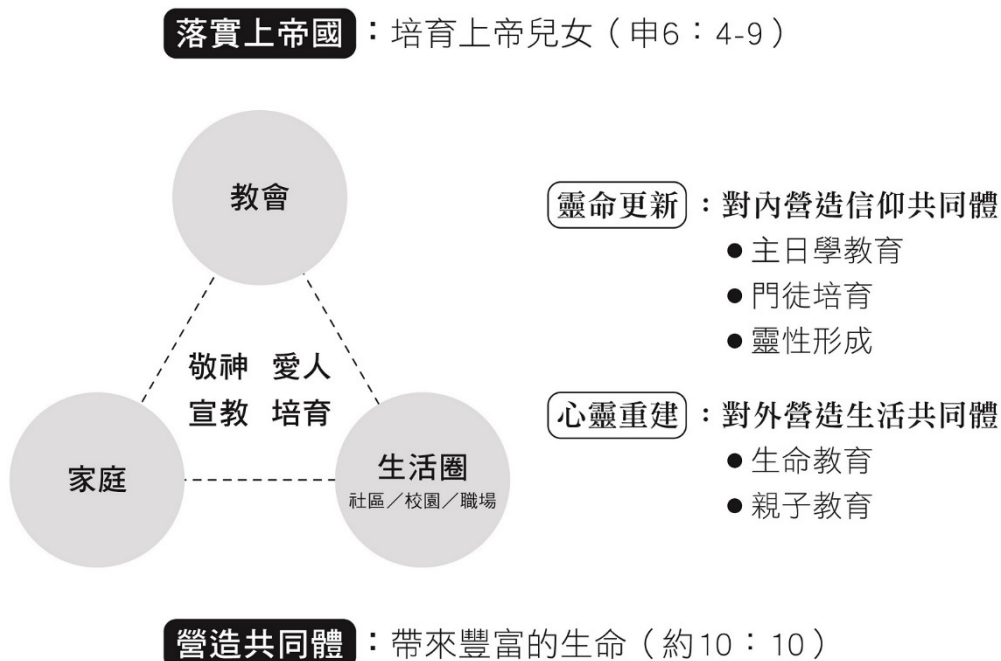 落實上帝國：培育上帝兒女（申6：4-9）
教會
敬神 愛人
宣教 培育
家庭
生活圈
社區／校園／職場
靈命更新：對內營造信仰共同體
●主日學教育
●門徒培育
●靈性形成
心靈重建：對外營造生活共同體
●生命教育
●親子教育
營造共同體：帶來豐富的生命（約10：10）